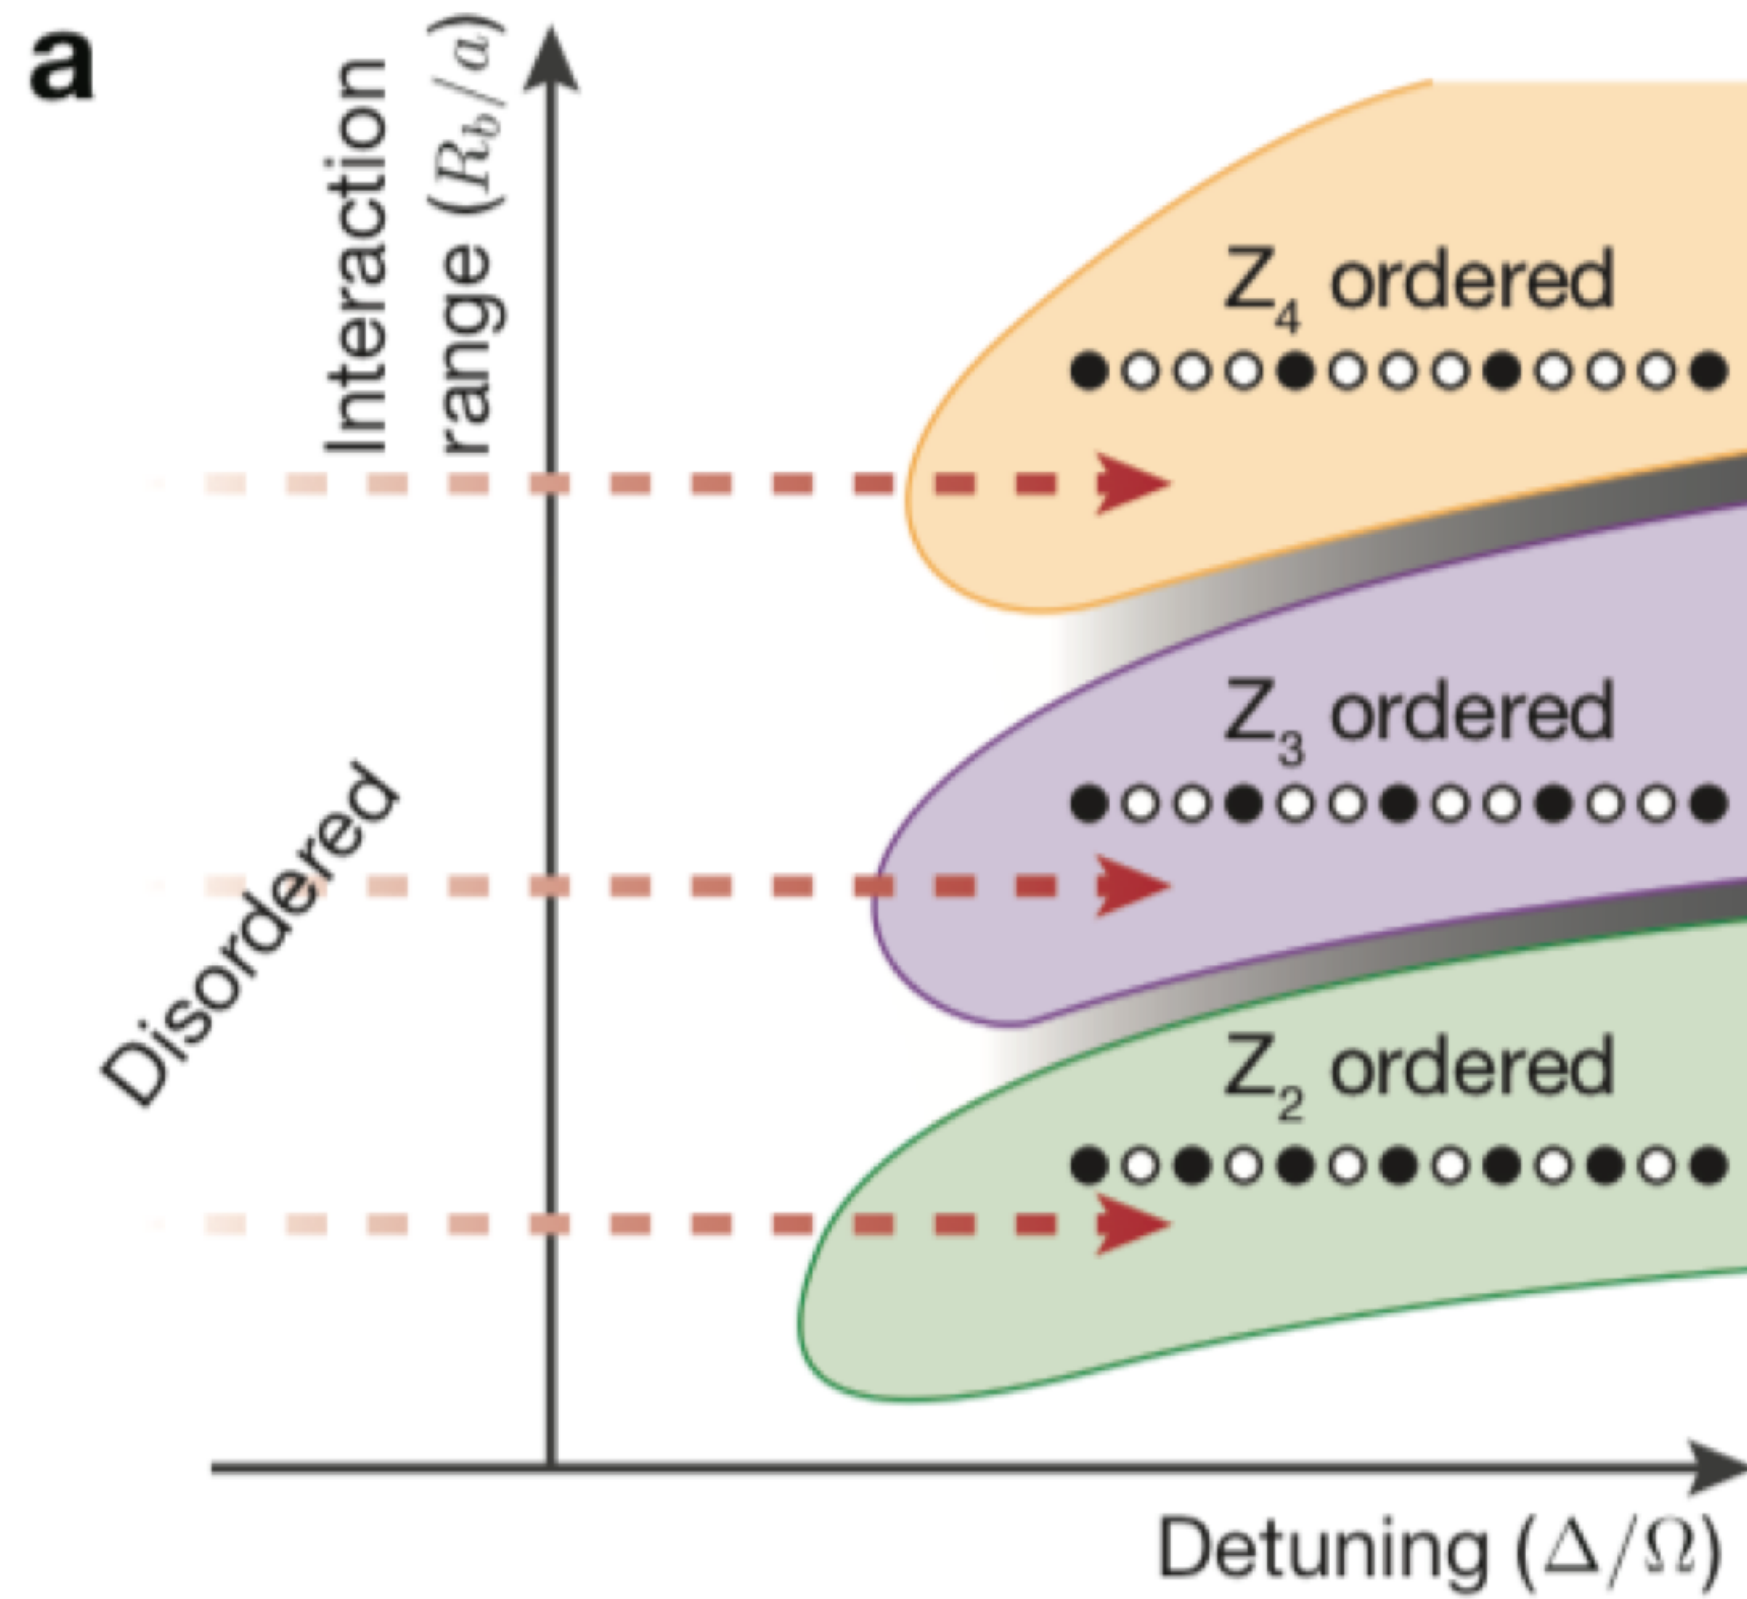 a
Interaction
range (R_b/a)
Z_4 ordered
Z_3 ordered
Disordered
Z_2 ordered
Detuning (Δ/Ω)